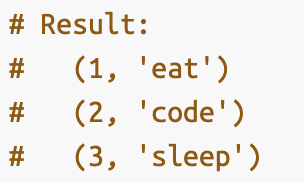 # Result:
#   (1, 'eat')
#   (2, 'code')
#   (3, 'sleep')